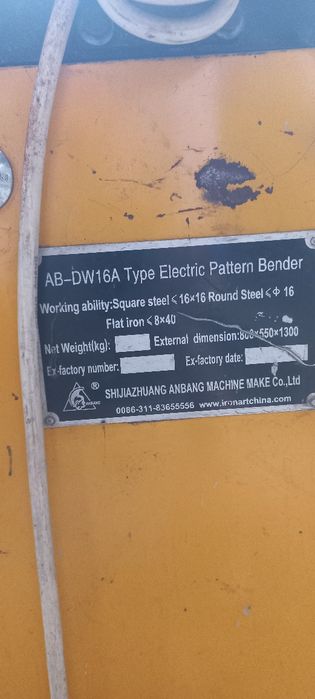 AB-DW16A Type Electric Pattern Bender
Working ability:Square steel ≤16×16 Round Steel ≤Φ 16
Flat iron ≤8×40
Net Weight(kg): External dimension:800×550×1300
Ex-factory number: Ex-factory date:
ANBANG ® SHIJIAZHUANG ANBANG MACHINE MAKE Co.,Ltd
0086-311-83655556 www.ironartchina.com